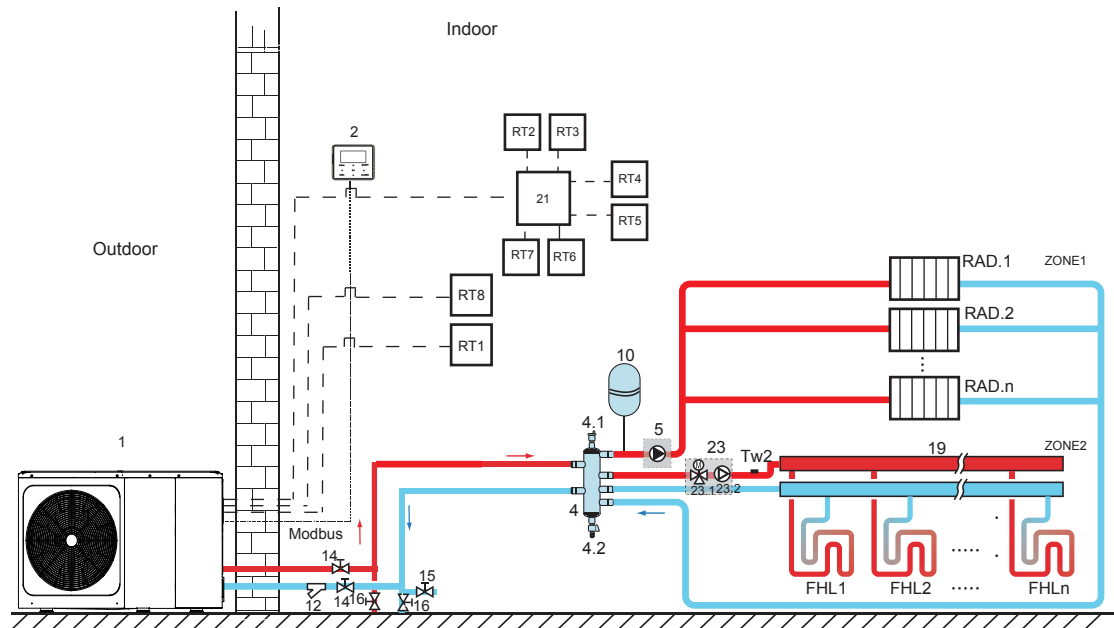 Indoor
Outdoor
2
RT2
RT3
RT4
21
RT5
RT7
RT6
RT8
RT1
RAD.1
ZONE1
RAD.2
RAD.n
10
4.1
5
23
Tw2
19
ZONE2
23.1
23.2
4
4.2
1
Modbus
14
15
12
14
16
16
FHL1
FHL2
.....
FHLn